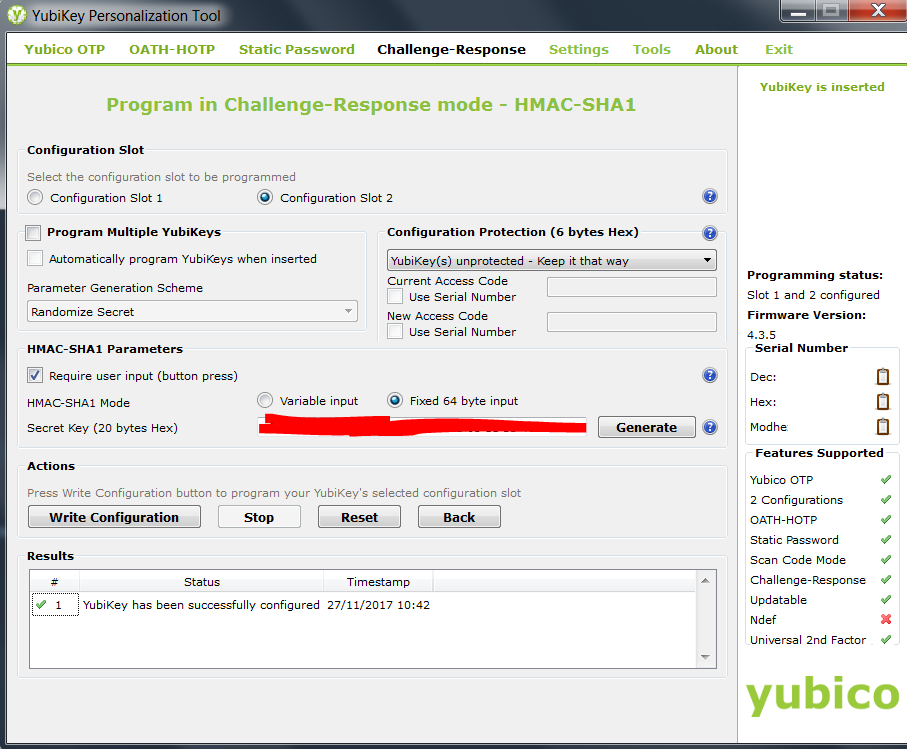 YubiKey Personalization Tool
Yubico OTP OATH-HOTP Static Password Challenge-Response Settings Tools About Exit
Program in Challenge-Response mode - HMAC-SHA1
Configuration Slot
Select the configuration slot to be programmed
Configuration Slot 1 Configuration Slot 2
Program Multiple YubiKeys
Automatically program YubiKeys when inserted
Parameter Generation Scheme
Randomize Secret
Configuration Protection (6 bytes Hex)
YubiKey(s) unprotected - Keep it that way
Current Access Code
Use Serial Number
New Access Code
Use Serial Number
HMAC-SHA1 Parameters
Require user input (button press)
HMAC-SHA1 Mode Variable input Fixed 64 byte input
Secret Key (20 bytes Hex) Generate
Actions
Press Write Configuration button to program your YubiKey's selected configuration slot
Write Configuration Stop Reset Back
Results
# Status Timestamp
1 YubiKey has been successfully configured 27/11/2017 10:42
YubiKey is inserted
Programming status:
Slot 1 and 2 configured
Firmware Version:
4.3.5
Serial Number
Dec:
Hex:
Modhe:
Features Supported
Yubico OTP
2 Configurations
OATH-HOTP
Static Password
Scan Code Mode
Challenge-Response
Updatable
Ndef
Universal 2nd Factor
yubico